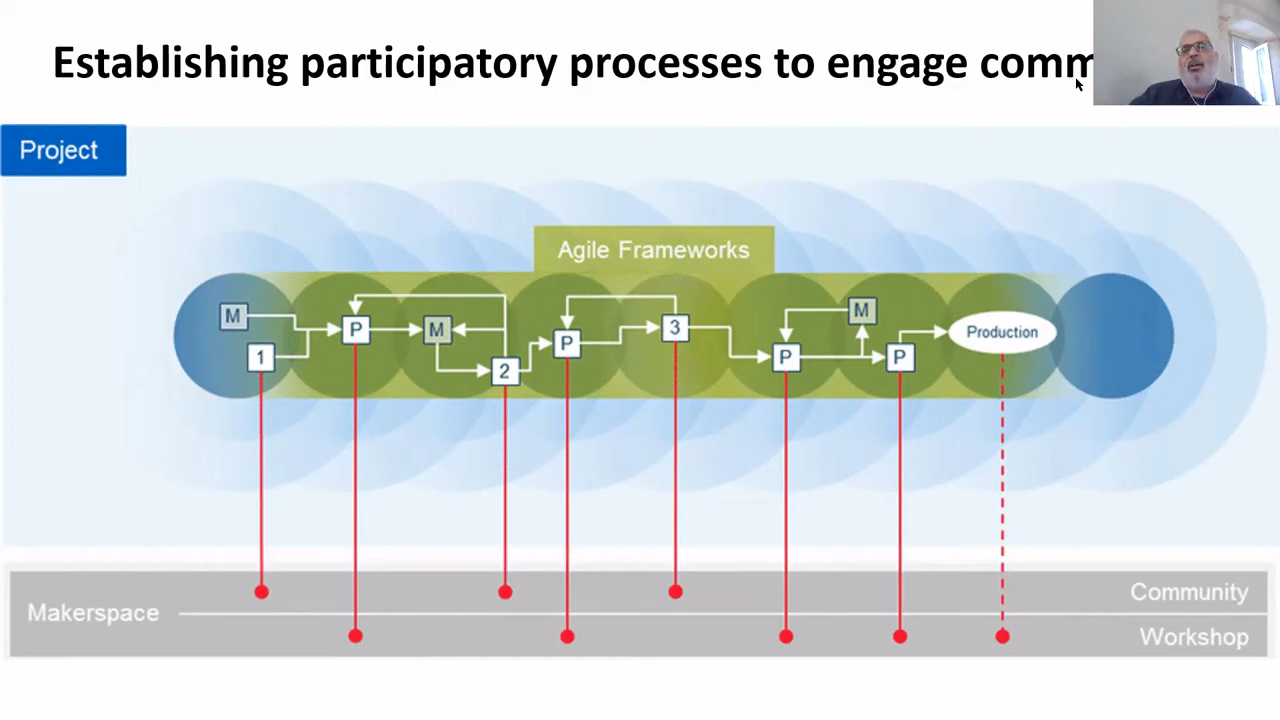 Establishing participatory processes to engage comm
Project
Agile Frameworks
M
1
P
M
2
P
3
P
M
P
Production
Makerspace
Community
Workshop